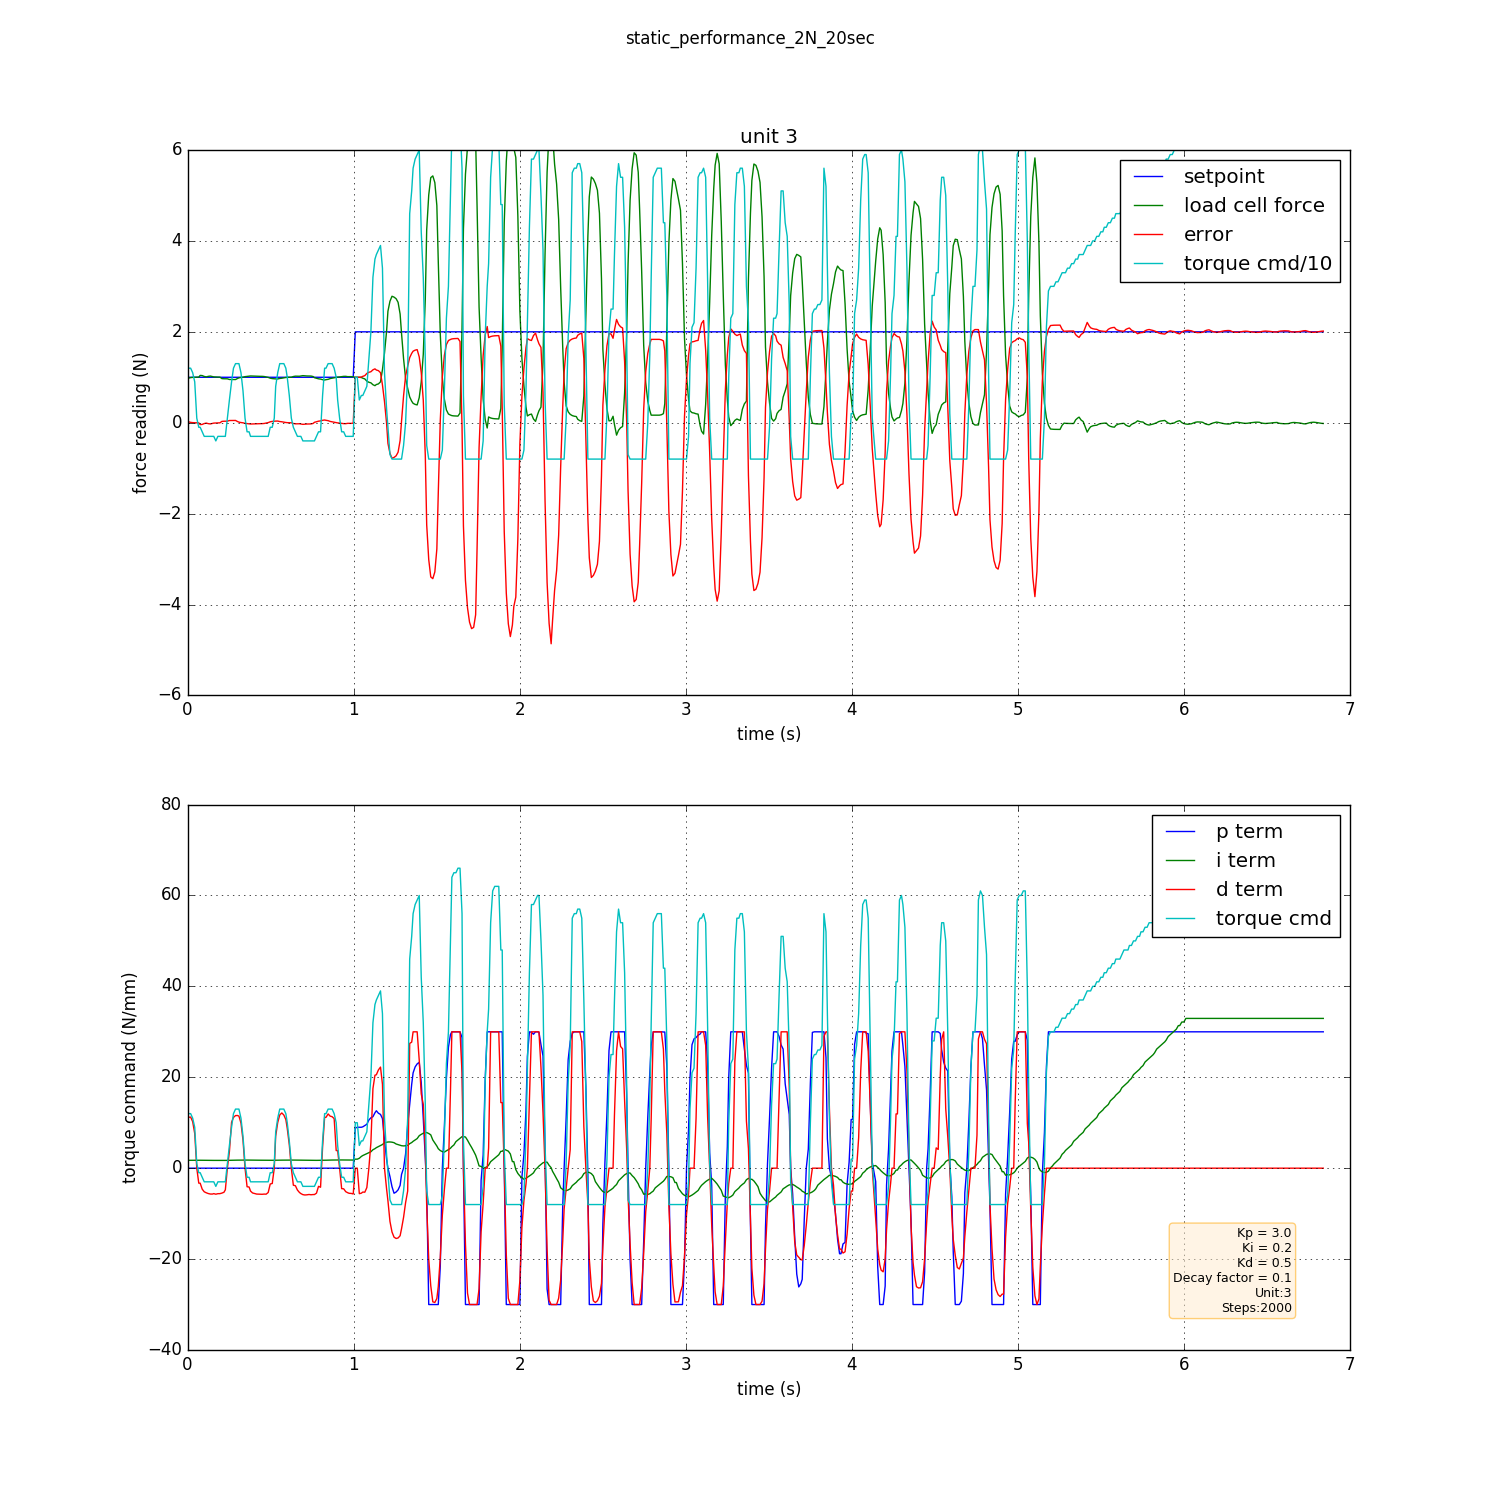 static_performance_2N_20sec
unit 3
6
4
2
0
−2
−4
−6
force reading (N)
setpoint
load cell force
error
torque cmd/10
0 1 2 3 4 5 6 7
time (s)
80
60
40
20
0
−20
−40
torque command (N/mm)
p term
i term
d term
torque cmd
Kp = 3.0
Ki = 0.2
Kd = 0.5
Decay factor = 0.1
Unit:3
Steps:2000
0 1 2 3 4 5 6 7
time (s)